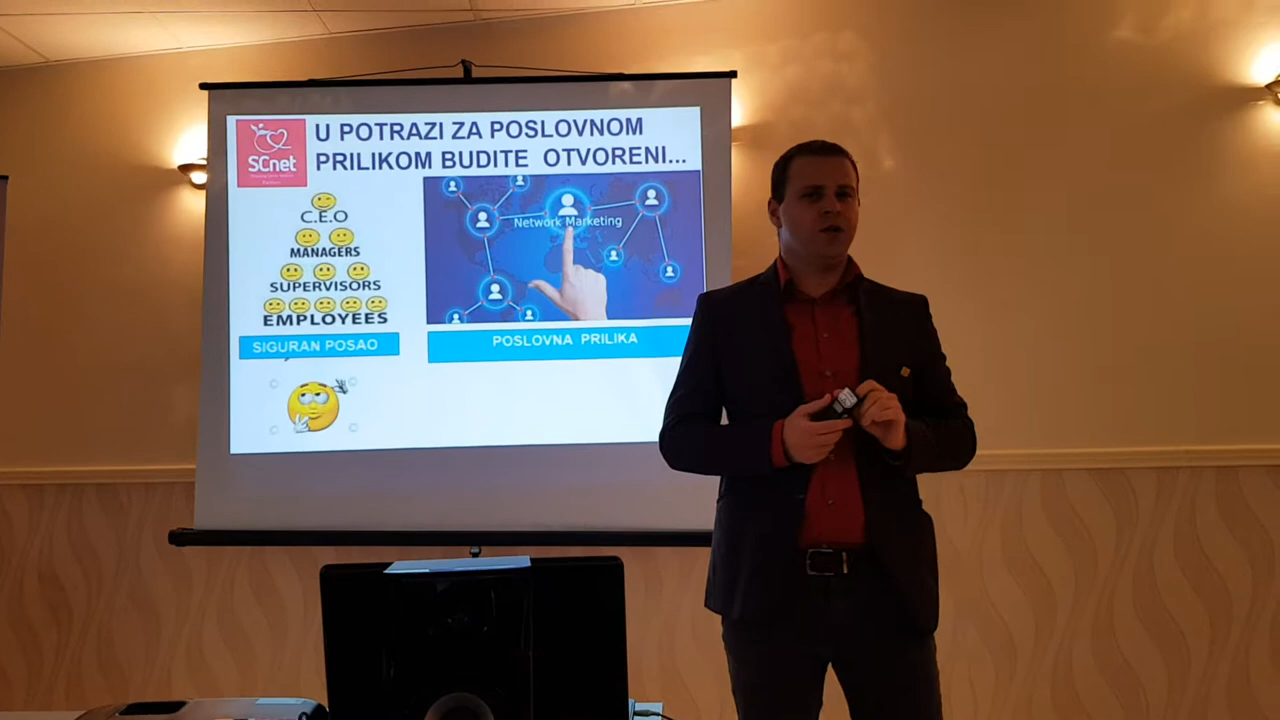 SCnet
U POTRAZI ZA POSLOVNOM
PRILIKOM BUDITE OTVORENI...
C.E.O
MANAGERS
SUPERVISORS
EMPLOYEES
Network Marketing
SIGURAN POSAO
POSLOVNA PRILIKA